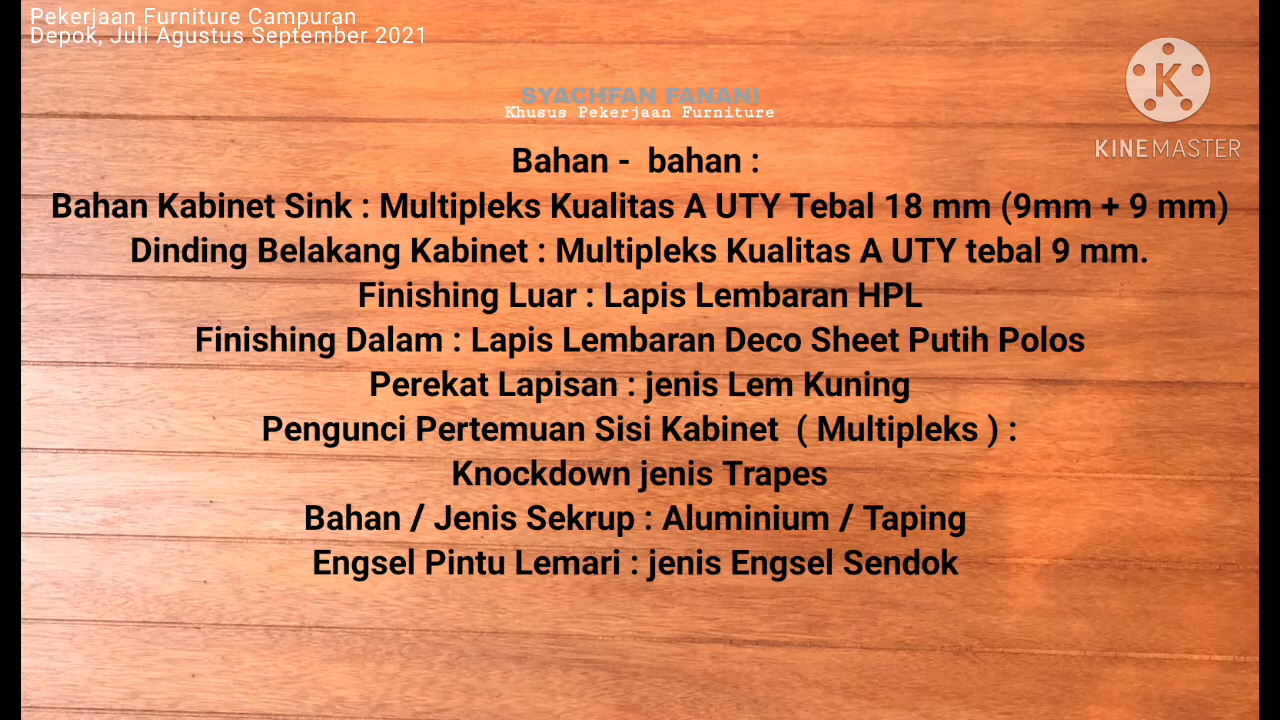 Pekerjaan Furniture Campuran
Depok, Juli Agustus September 2021
SYACHFAN FANANI
Khusus Pekerjaan Furniture
K
KINEMASTER
Bahan - bahan :
Bahan Kabinet Sink : Multipleks Kualitas A UTY Tebal 18 mm (9mm + 9 mm)
Dinding Belakang Kabinet : Multipleks Kualitas A UTY tebal 9 mm.
Finishing Luar : Lapis Lembaran HPL
Finishing Dalam : Lapis Lembaran Deco Sheet Putih Polos
Perekat Lapisan : jenis Lem Kuning
Pengunci Pertemuan Sisi Kabinet ( Multipleks ) :
Knockdown jenis Trapes
Bahan / Jenis Sekrup : Aluminium / Taping
Engsel Pintu Lemari : jenis Engsel Sendok